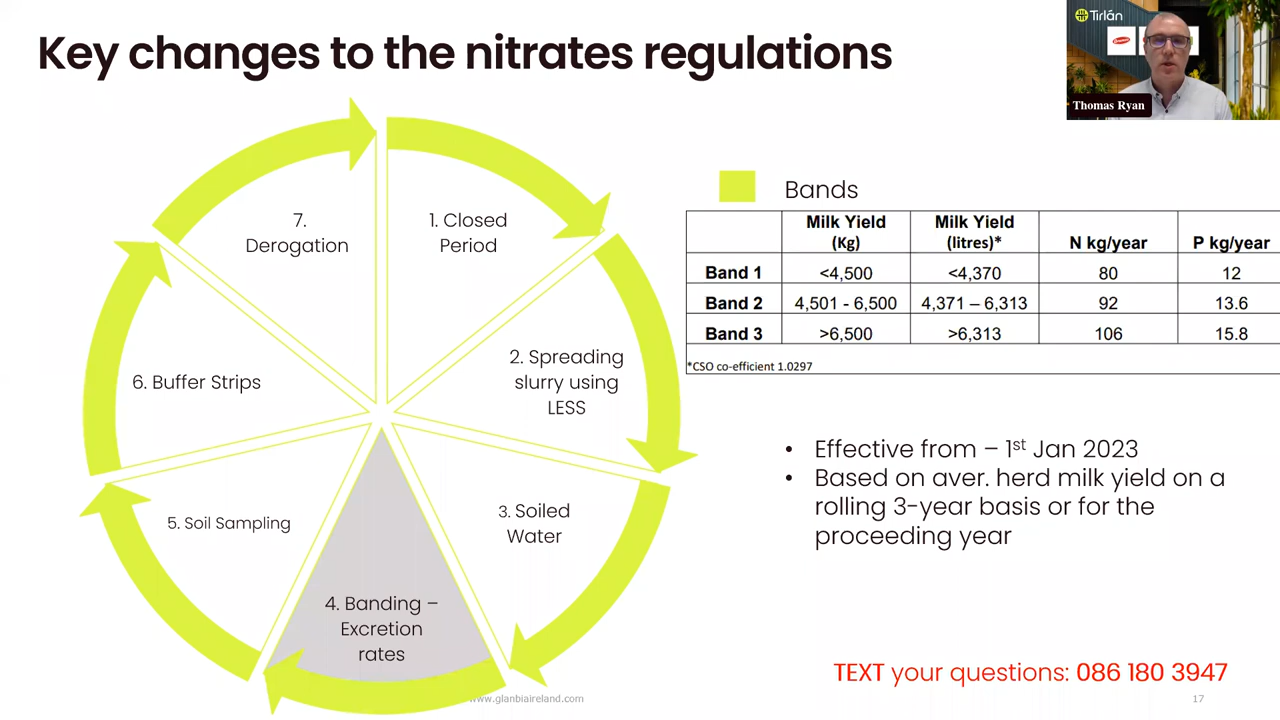 Key changes to the nitrates regulations
Tirlán
Thomas Ryan
7.
Derogation
1. Closed
Period
2. Spreading
slurry using
LESS
3. Soiled
Water
4. Banding –
Excretion
rates
5. Soil Sampling
6. Buffer Strips
Bands
Milk Yield (Kg) Milk Yield (litres)* N kg/year P kg/year
Band 1 <4,500 <4,370 80 12
Band 2 4,501 - 6,500 4,371 – 6,313 92 13.6
Band 3 >6,500 >6,313 106 15.8
*CSO co-efficient 1.0297
• Effective from – 1st Jan 2023
• Based on aver. herd milk yield on a
rolling 3-year basis or for the
proceeding year
TEXT your questions: 086 180 3947
www.glanbiaireland.com
17